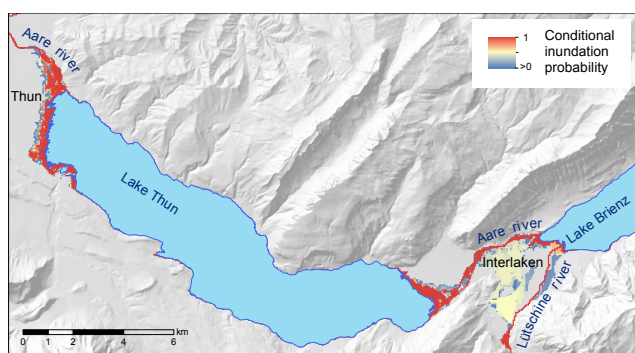 Aare river
Thun
Lake Thun
Conditional
inundation
probability
1
>0
Aare river
Lake Brienz
Interlaken
Lütschine river
0 2 4 6
km